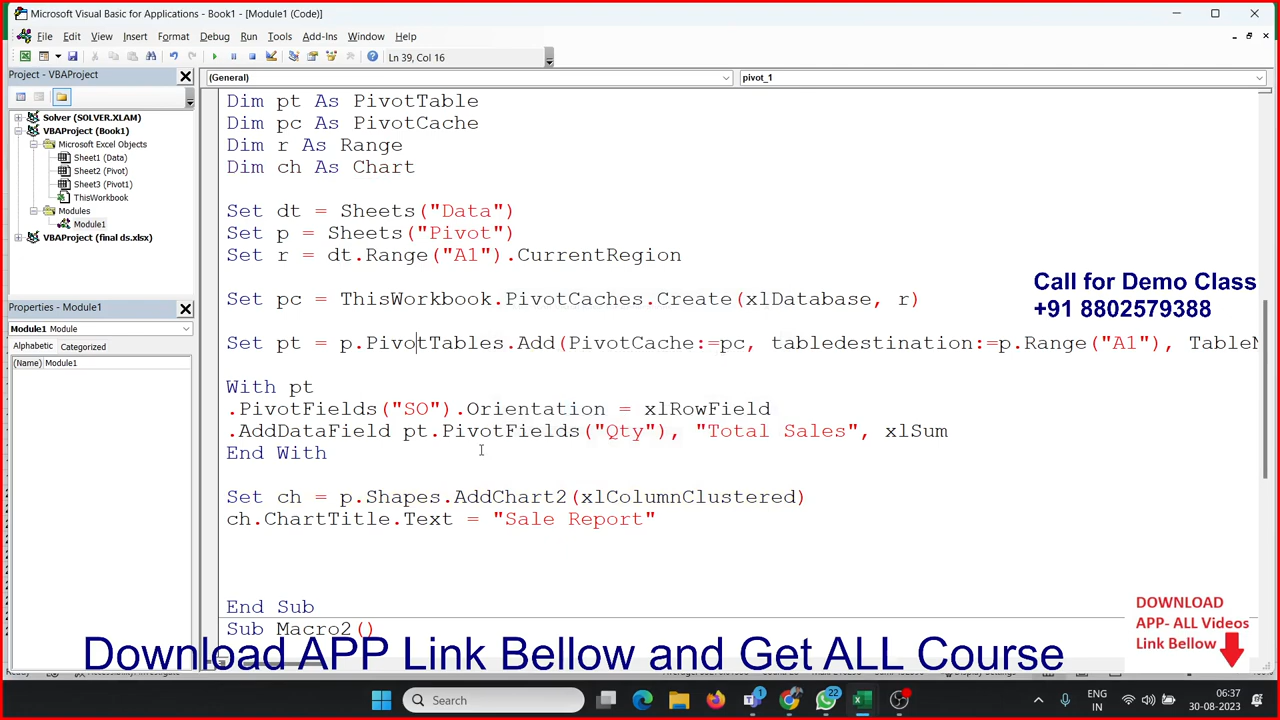 Microsoft Visual Basic for Applications - Book1 - [Module1 (Code)]
File Edit View Insert Format Debug Run Tools Add-Ins Window Help
Ln 39, Col 16
Project - VBAProject
(General)
pivot_1
Solver (SOLVER.XLAM)
VBAProject (Book1)
Microsoft Excel Objects
Sheet1 (Data)
Sheet2 (Pivot)
Sheet3 (Pivot1)
ThisWorkbook
Modules
Module1
VBAProject (final ds.xlsx)
Properties - Module1
Module1 Module
Alphabetic Categorized
(Name) Module1
Dim pt As PivotTable
Dim pc As PivotCache
Dim r As Range
Dim ch As Chart
Set dt = Sheets("Data")
Set p = Sheets("Pivot")
Set r = dt.Range("A1").CurrentRegion
Set pc = ThisWorkbook.PivotCaches.Create(xlDatabase, r)
Set pt = p.PivotTables.Add(PivotCache:=pc, tabledestination:=p.Range("A1"), TableN
With pt
.PivotFields("SO").Orientation = xlRowField
.AddDataField pt.PivotFields("Qty"), "Total Sales", xlSum
End With
Set ch = p.Shapes.AddChart2(xlColumnClustered)
ch.ChartTitle.Text = "Sale Report"
End Sub
Sub Macro2()
Call for Demo Class
+91 8802579388
DOWNLOAD
APP- ALL Videos
Link Bellow
Download APP Link Bellow and Get ALL Course
Search
1
22
ENG
IN
06:37
30-08-2023